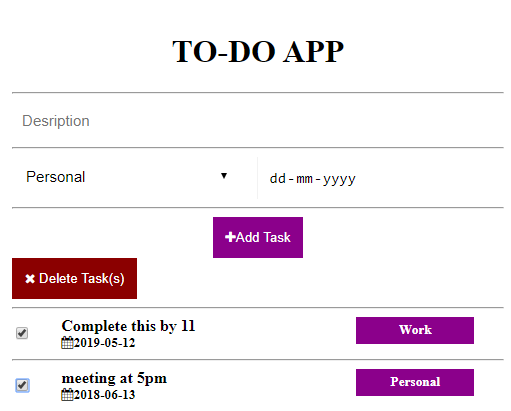 TO-DO APP
Desription
Personal dd-mm-yyyy
Add Task
Delete Task(s)
Complete this by 11 Work
2019-05-12
meeting at 5pm Personal
2018-06-13